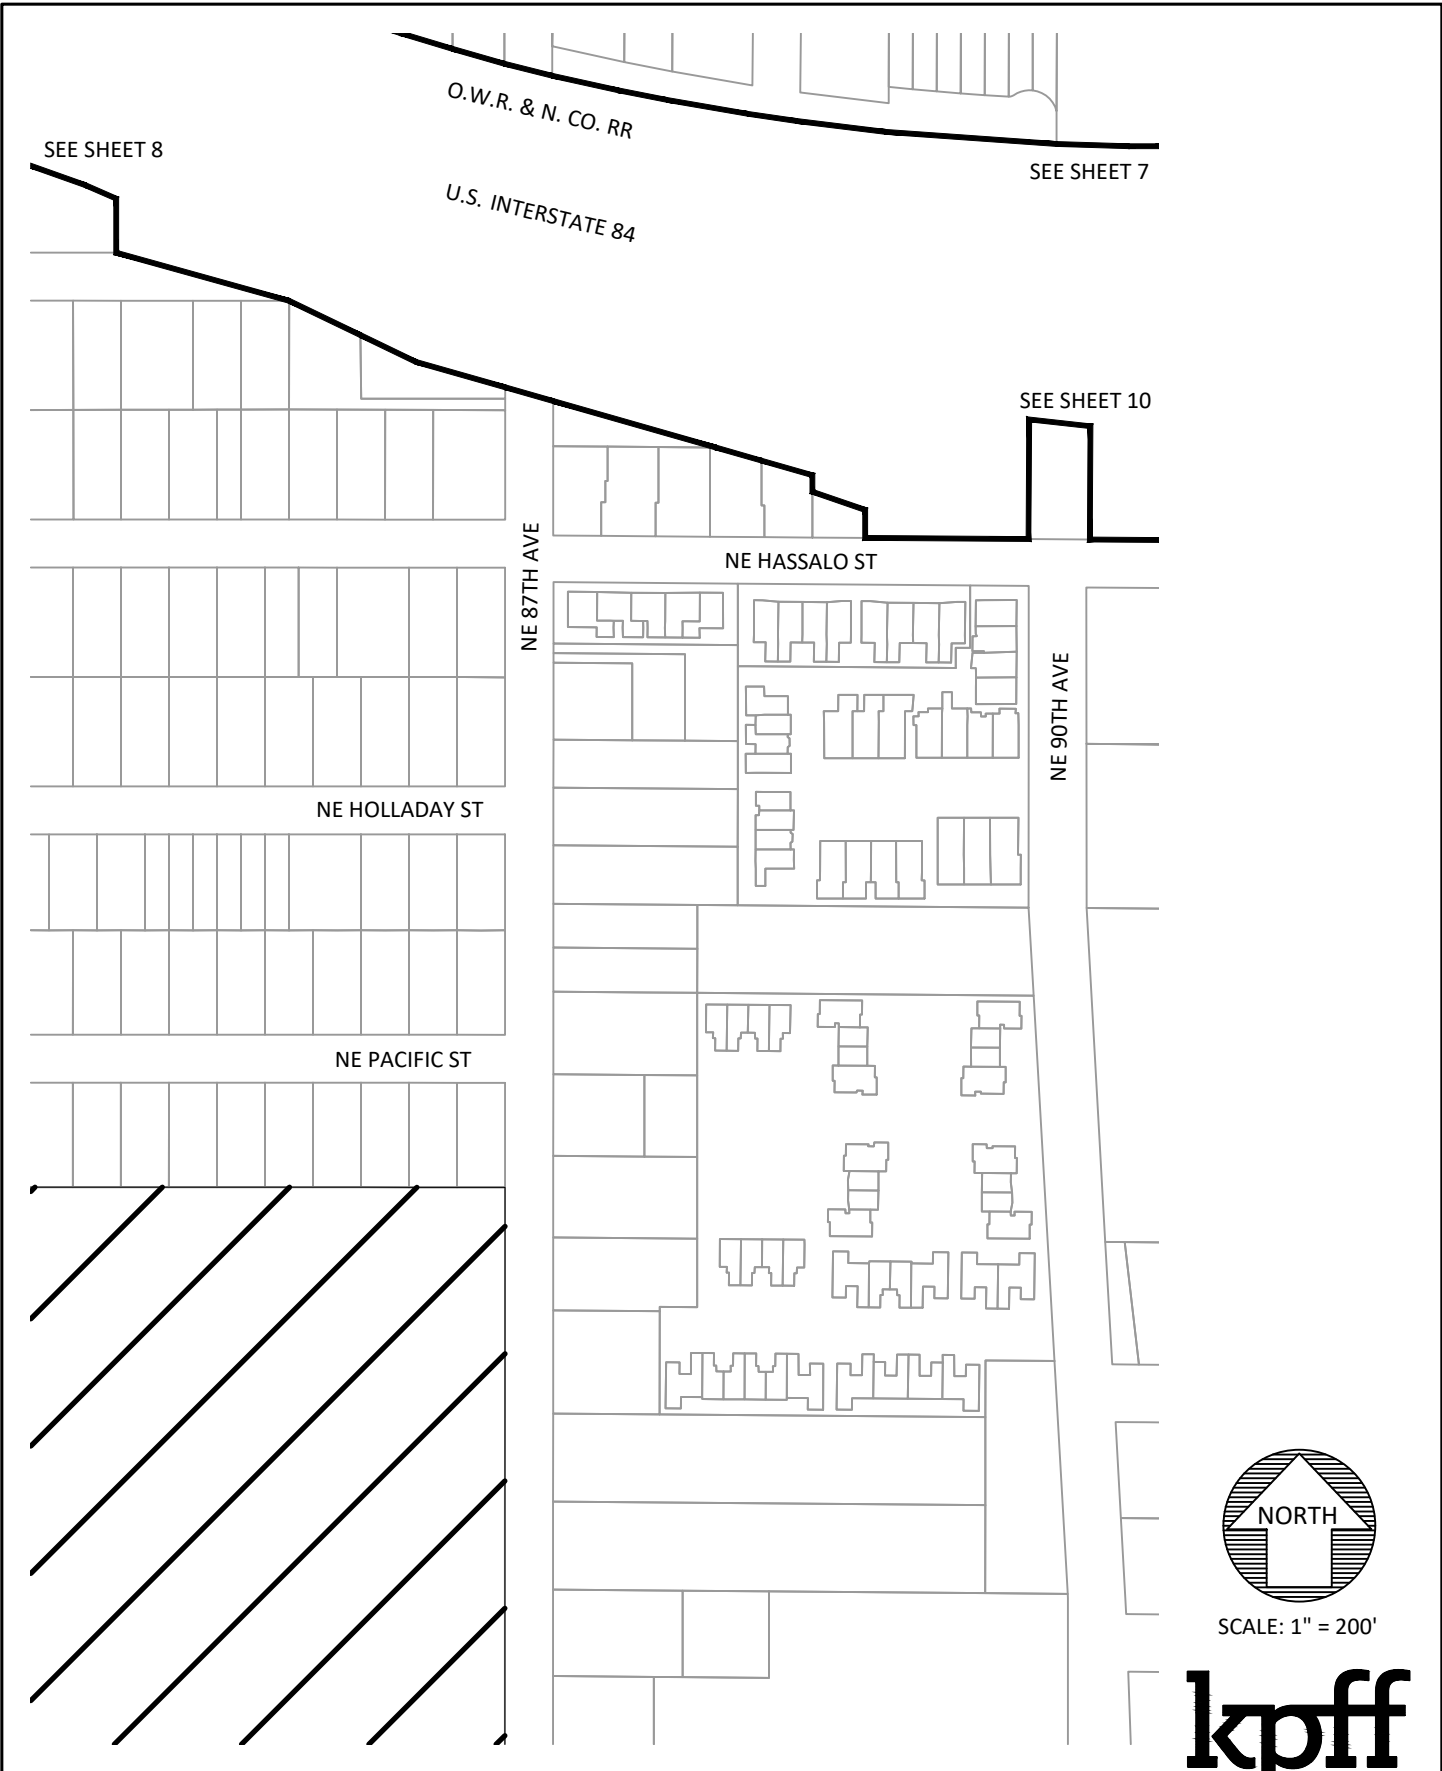 O.W.R. & N. CO. RR
SEE SHEET 8
SEE SHEET 7
U.S. INTERSTATE 84
SEE SHEET 10
NE HASSALO ST
NE 87TH AVE
NE 90TH AVE
NE HOLLADAY ST
NE PACIFIC ST
NORTH
SCALE: 1" = 200'
kpff